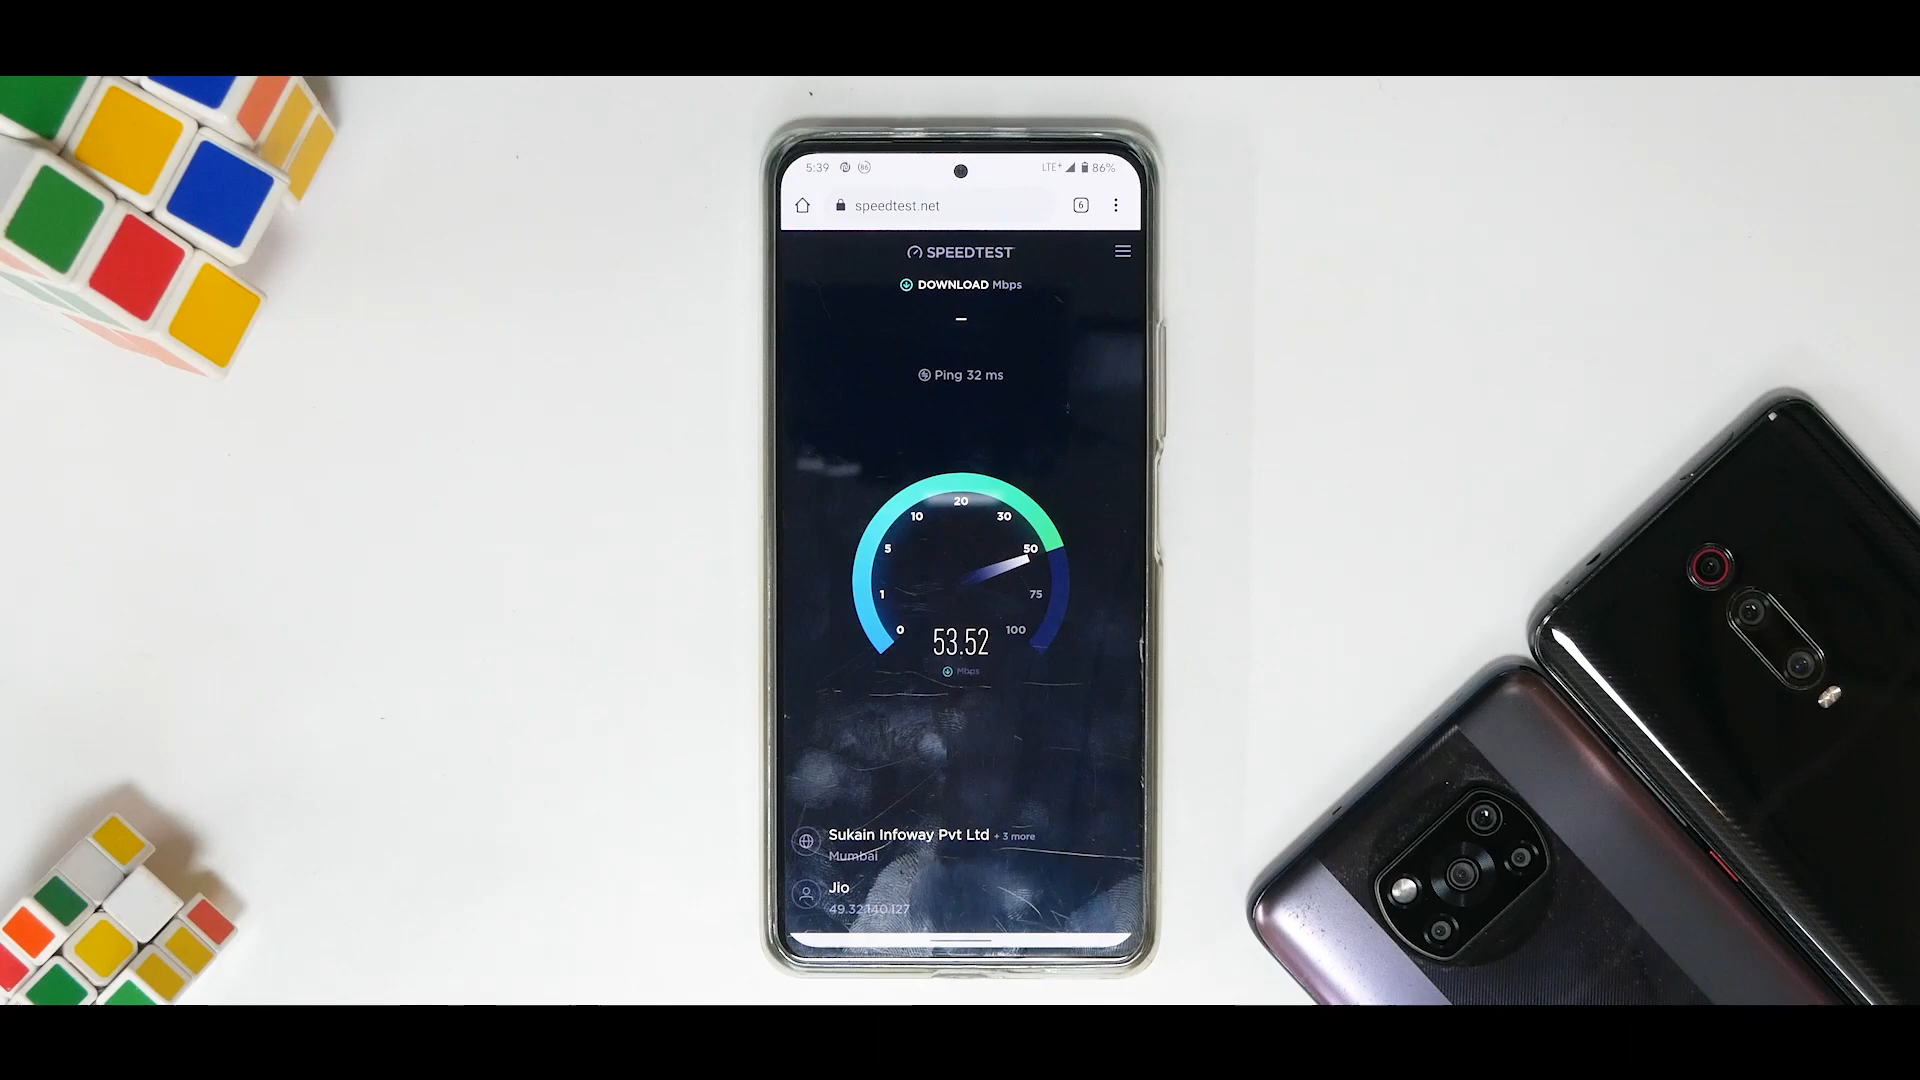 5:39 86 LTE+ 86%
speedtest.net 6
SPEEDTEST
DOWNLOAD Mbps
Ping 32 ms
0
1
5
10
20
30
50
75
100
53.52
Mbps
Sukain Infoway Pvt Ltd + 3 more
Mumbai
Jio
49.32.140.127